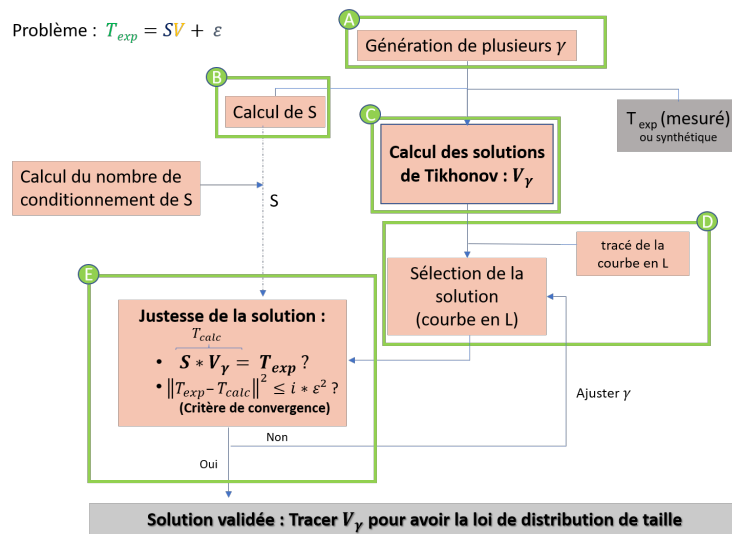 Problème : T_exp = SV + ε
A
Génération de plusieurs γ
B
Calcul de S
T_exp (mesuré)
ou synthétique
C
Calcul des solutions
de Tikhonov : V_γ
Calcul du nombre de
conditionnement de S
S
D
tracé de la
courbe en L
Sélection de la
solution
(courbe en L)
E
Justesse de la solution :
T_calc
• S * V_γ = T_exp ?
• ‖T_exp – T_calc‖² ≤ i * ε² ?
(Critère de convergence)
Ajuster γ
Non
Oui
Solution validée : Tracer V_γ pour avoir la loi de distribution de taille